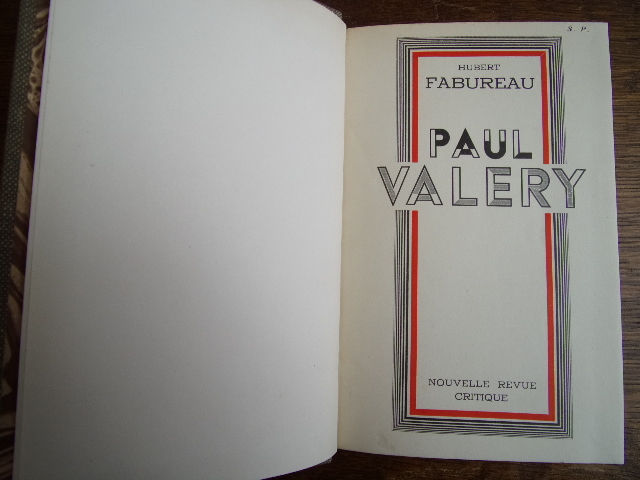 S. P.
HUBERT
FABUREAU
PAUL
VALERY
NOUVELLE REVUE
CRITIQUE